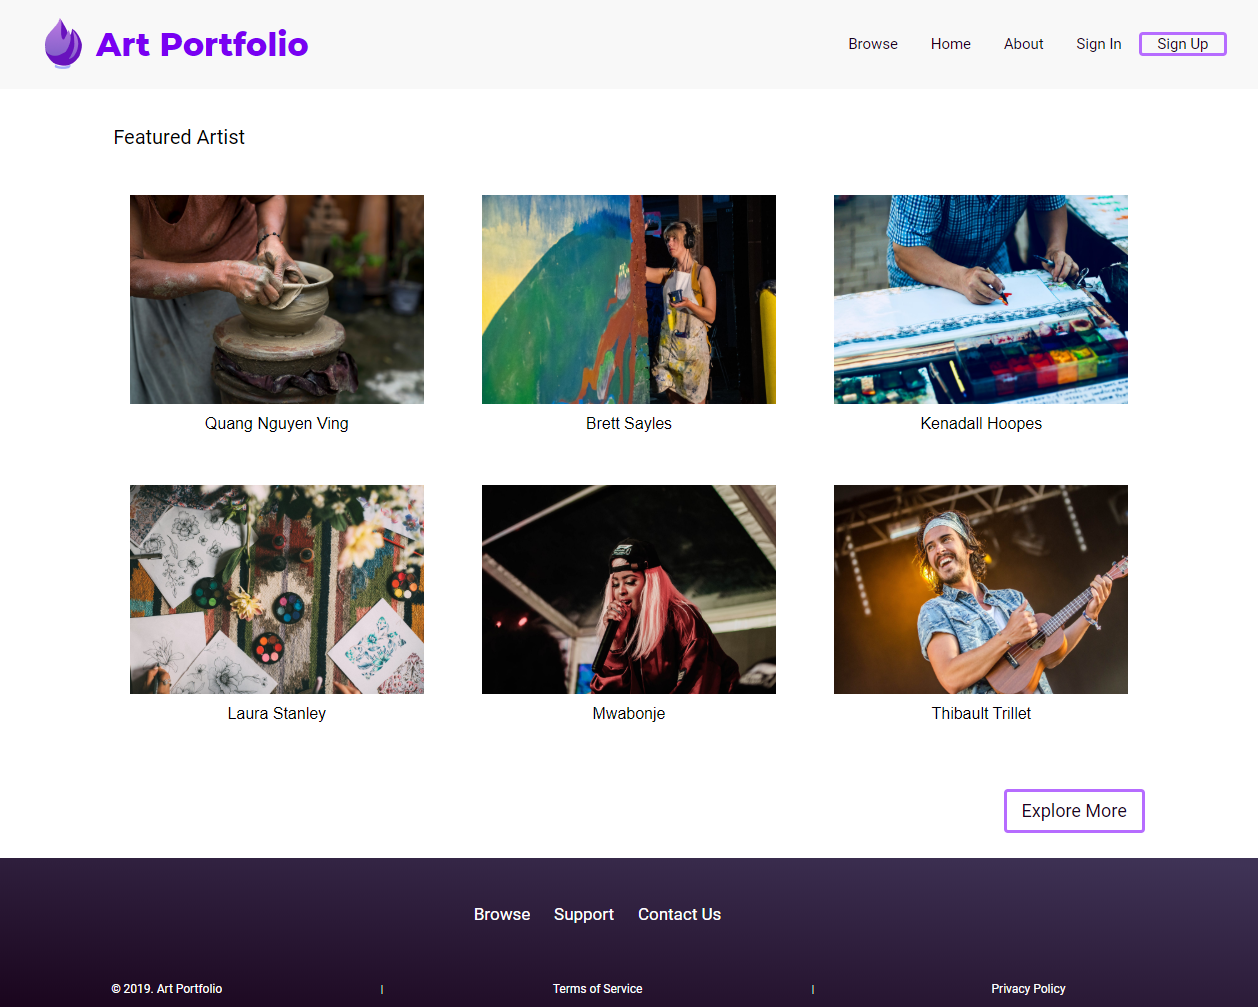 Art Portfolio
Browse Home About Sign In Sign Up
Featured Artist
Quang Nguyen Ving
Brett Sayles
Kenadall Hoopes
Laura Stanley
Mwabonje
Thibault Trillet
Explore More
Browse Support Contact Us
© 2019. Art Portfolio | Terms of Service | Privacy Policy